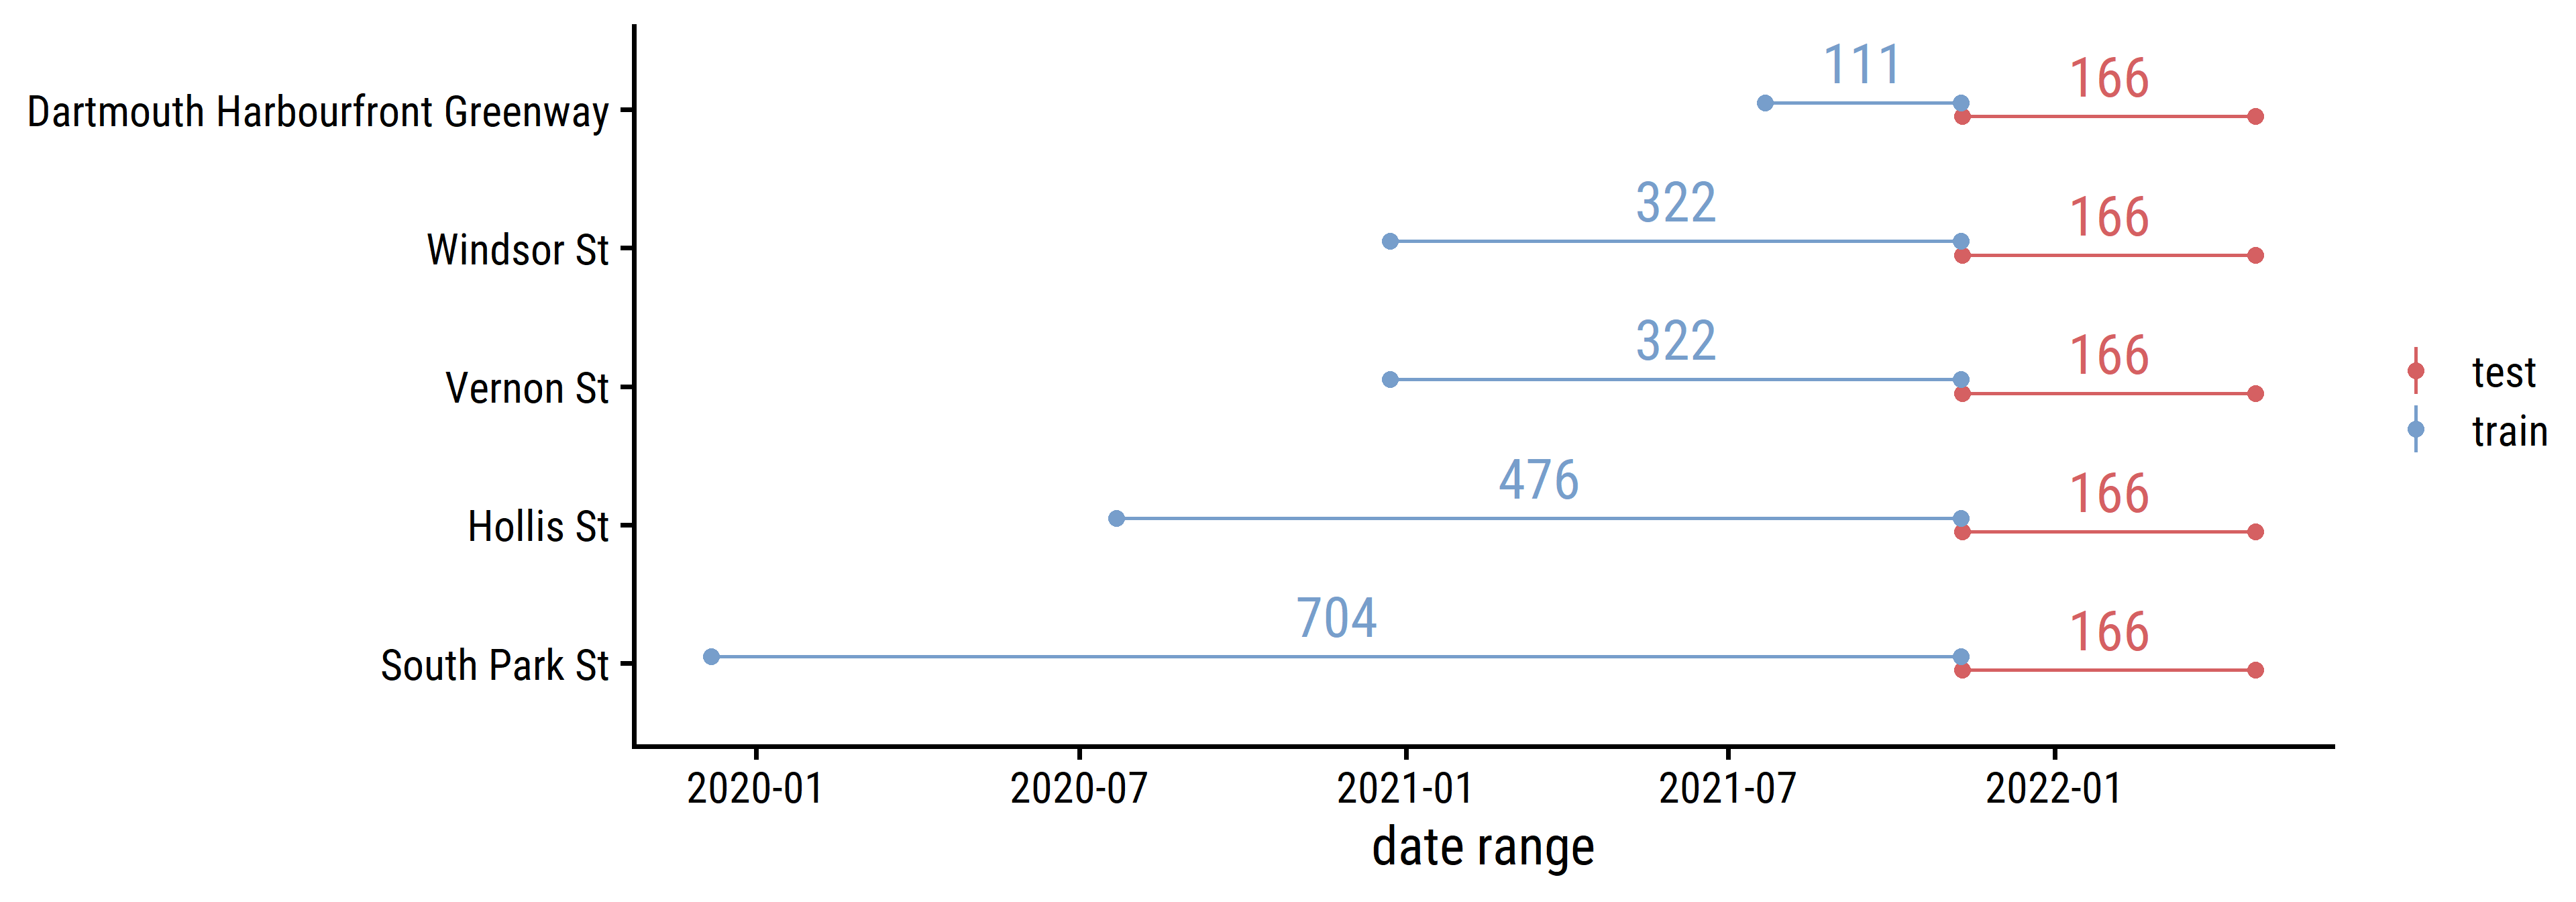 Dartmouth Harbourfront Greenway
111
166
Windsor St
322
166
Vernon St
322
166
Hollis St
476
166
South Park St
704
166
test
train
2020-01
2020-07
2021-01
2021-07
2022-01
date range